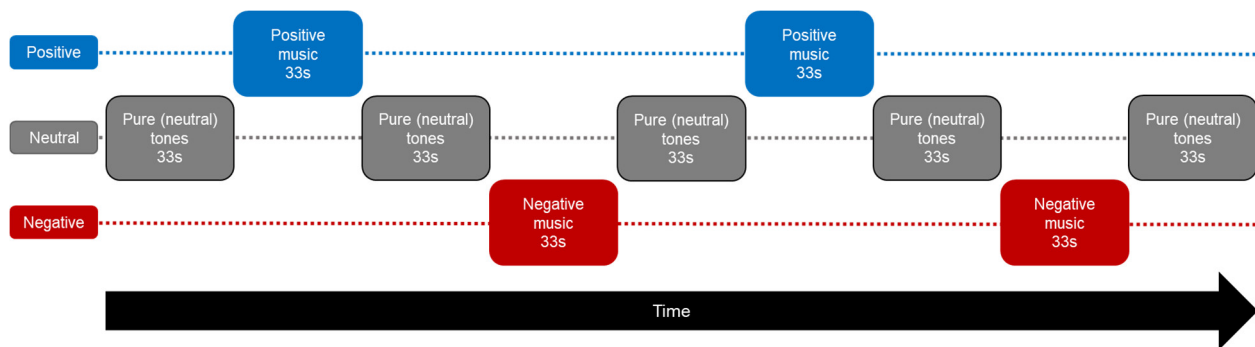 Positive
Positive
music
33s
Positive
music
33s
Neutral
Pure (neutral)
tones
33s
Pure (neutral)
tones
33s
Pure (neutral)
tones
33s
Pure (neutral)
tones
33s
Pure (neutral)
tones
33s
Negative
Negative
music
33s
Negative
music
33s
Time